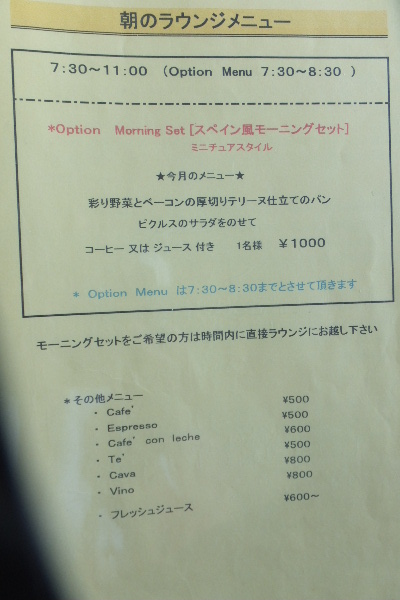 朝のラウンジメニュー
7:30～11:00 （Option Menu 7:30～8:30 ）
*Option Morning Set [スペイン風モーニングセット]
ミニチュアスタイル
★今月のメニュー★
彩り野菜とベーコンの厚切りテリーヌ仕立てのパン
ピクルスのサラダをのせて
コーヒー 又は ジュース 付き 1名様 ￥1000
* Option Menu は7:30～8:30までとさせて頂きます
モーニングセットをご希望の方は時間内に直接ラウンジにお越し下さい
*その他メニュー
・ Cafe' ¥500
・ Espresso ¥500
・ Cafe' con leche ¥600
・ Te' ¥500
・ Cava ¥800
・ Vino ¥800
・ フレッシュジュース ¥600～